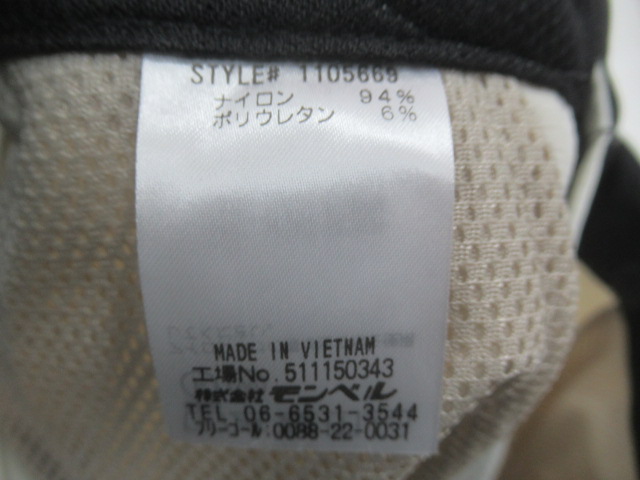 STYLE# 1105669
ナイロン 94%
ポリウレタン 6%
MADE IN VIETNAM
工場No. 511150343
株式会社 モンベル
TEL. 06-6531-3544
フリーコール:0088-22-0031